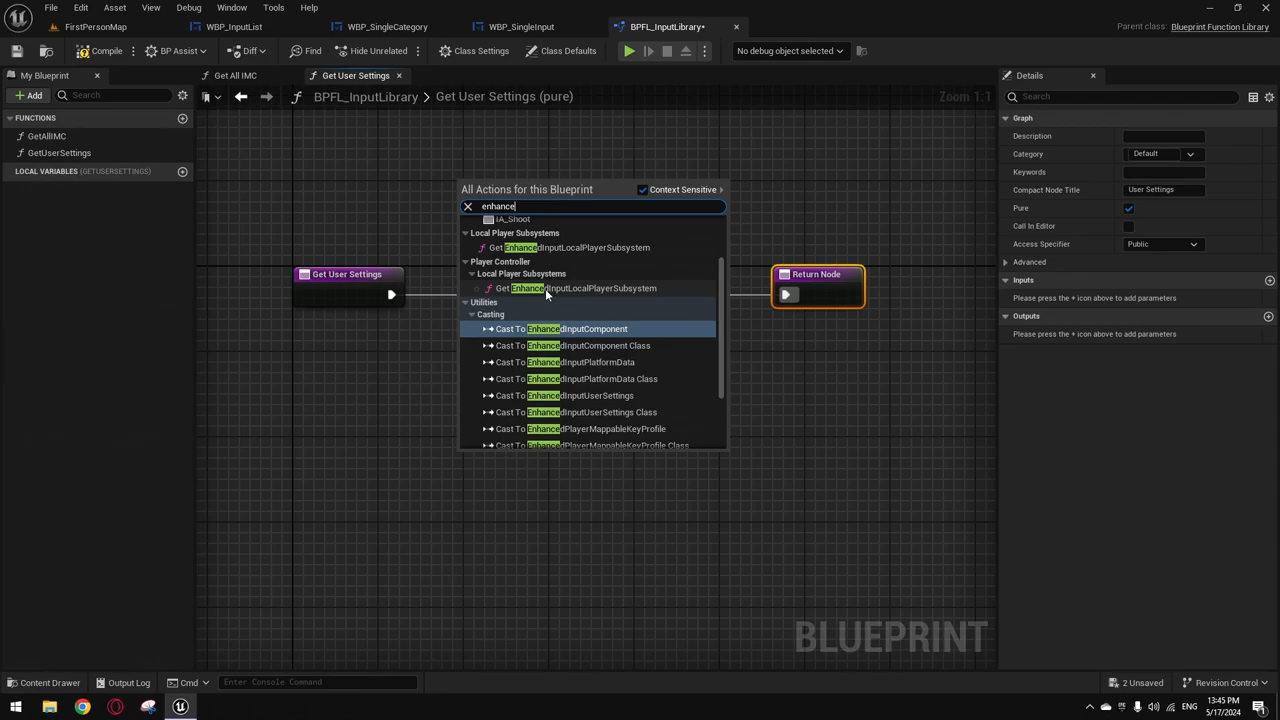 File Edit Asset View Debug Window Tools Help
FirstPersonMap WBP_InputList WBP_SingleCategory WBP_SingleInput BPFL_InputLibrary•
Parent class: Blueprint Function Library
Compile BP Assist Diff Find Hide Unrelated Class Settings Class Defaults No debug object selected
My Blueprint
Get All IMC Get User Settings
Details
Add Search
BPFL_InputLibrary > Get User Settings (pure)
Zoom 1:1
Search
FUNCTIONS
GetAllIMC
GetUserSettings
LOCAL VARIABLES (GETUSERSETTINGS)
Get User Settings
All Actions for this Blueprint Context Sensitive
enhance
IA_Shoot
Local Player Subsystems
Get EnhancedInputLocalPlayerSubsystem
Player Controller
Local Player Subsystems
Get EnhancedInputLocalPlayerSubsystem
Utilities
Casting
Cast To EnhancedInputComponent
Cast To EnhancedInputComponent Class
Cast To EnhancedInputPlatformData
Cast To EnhancedInputPlatformData Class
Cast To EnhancedInputUserSettings
Cast To EnhancedInputUserSettings Class
Cast To EnhancedPlayerMappableKeyProfile
Cast To EnhancedPlayerMappableKeyProfile Class
Return Node
BLUEPRINT
Graph
Description
Category Default
Keywords
Compact Node Title User Settings
Pure
Call In Editor
Access Specifier Public
Advanced
Inputs
Please press the + icon above to add parameters
Outputs
Please press the + icon above to add parameters
Content Drawer Output Log Cmd Enter Console Command
2 Unsaved Revision Control
ENG
13:45 PM
5/17/2024